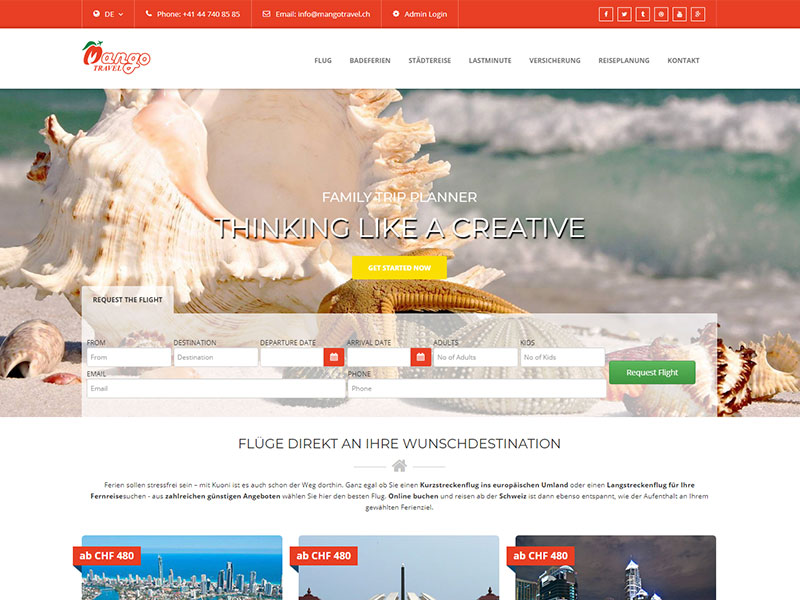 DE
Phone: +41 44 740 85 85
Email: info@mangotravel.ch
Admin Login
Mango
TRAVEL
FLUG
BADEFERIEN
STÄDTEREISE
LASTMINUTE
VERSICHERUNG
REISEPLANUNG
KONTAKT
FAMILY TRIP PLANNER
THINKING LIKE A CREATIVE
GET STARTED NOW
REQUEST THE FLIGHT
FROM
DESTINATION
DEPARTURE DATE
ARRIVAL DATE
ADULTS
KIDS
From
Destination
No of Adults
No of Kids
EMAIL
PHONE
Email
Phone
Request Flight
FLÜGE DIREKT AN IHRE WUNSCHDESTINATION
Ferien sollen stressfrei sein – mit Kuoni ist es auch schon der Weg dorthin. Ganz egal ob Sie einen Kurzstreckenflug ins europäischen Umland oder einen Langstreckenflug für Ihre
Fernreisesuchen - aus zahlreichen günstigen Angeboten wählen Sie hier den besten Flug. Online buchen und reisen ab der Schweiz ist dann ebenso entspannt, wie der Aufenthalt an Ihrem
gewählten Ferienziel.
ab CHF 480
ab CHF 480
ab CHF 480